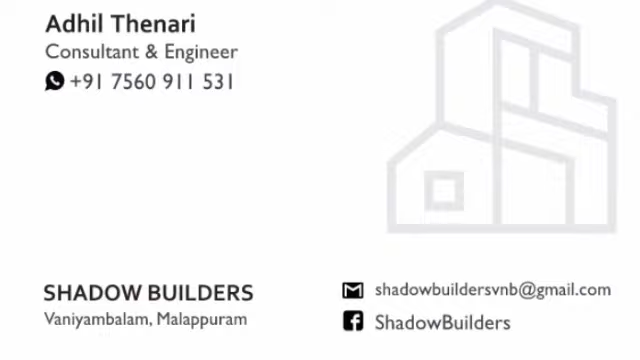 Adhil Thenari
Consultant & Engineer
+91 7560 911 531
SHADOW BUILDERS
Vaniyambalam, Malappuram
shadowbuildersvnb@gmail.com
ShadowBuilders